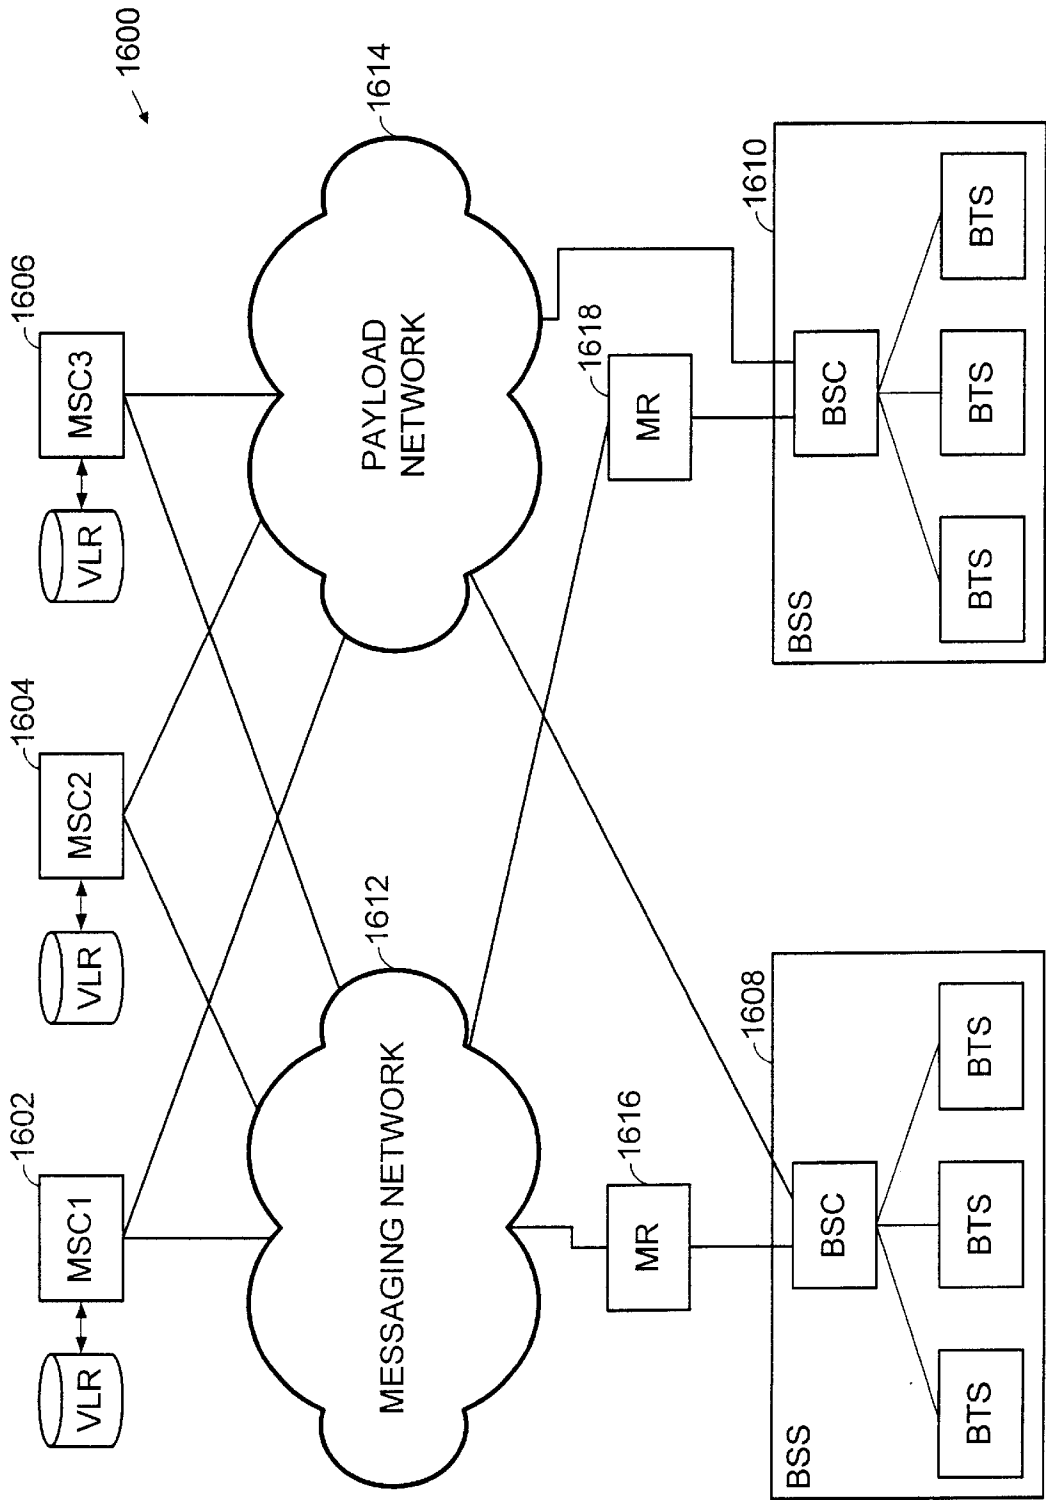 1600
1602
1604
1606
MSC1
MSC2
MSC3
VLR
VLR
VLR
1612
1614
MESSAGING NETWORK
PAYLOAD
NETWORK
1616
1618
MR
MR
1608
1610
BSS
BSS
BSC
BSC
BTS
BTS
BTS
BTS
BTS
BTS